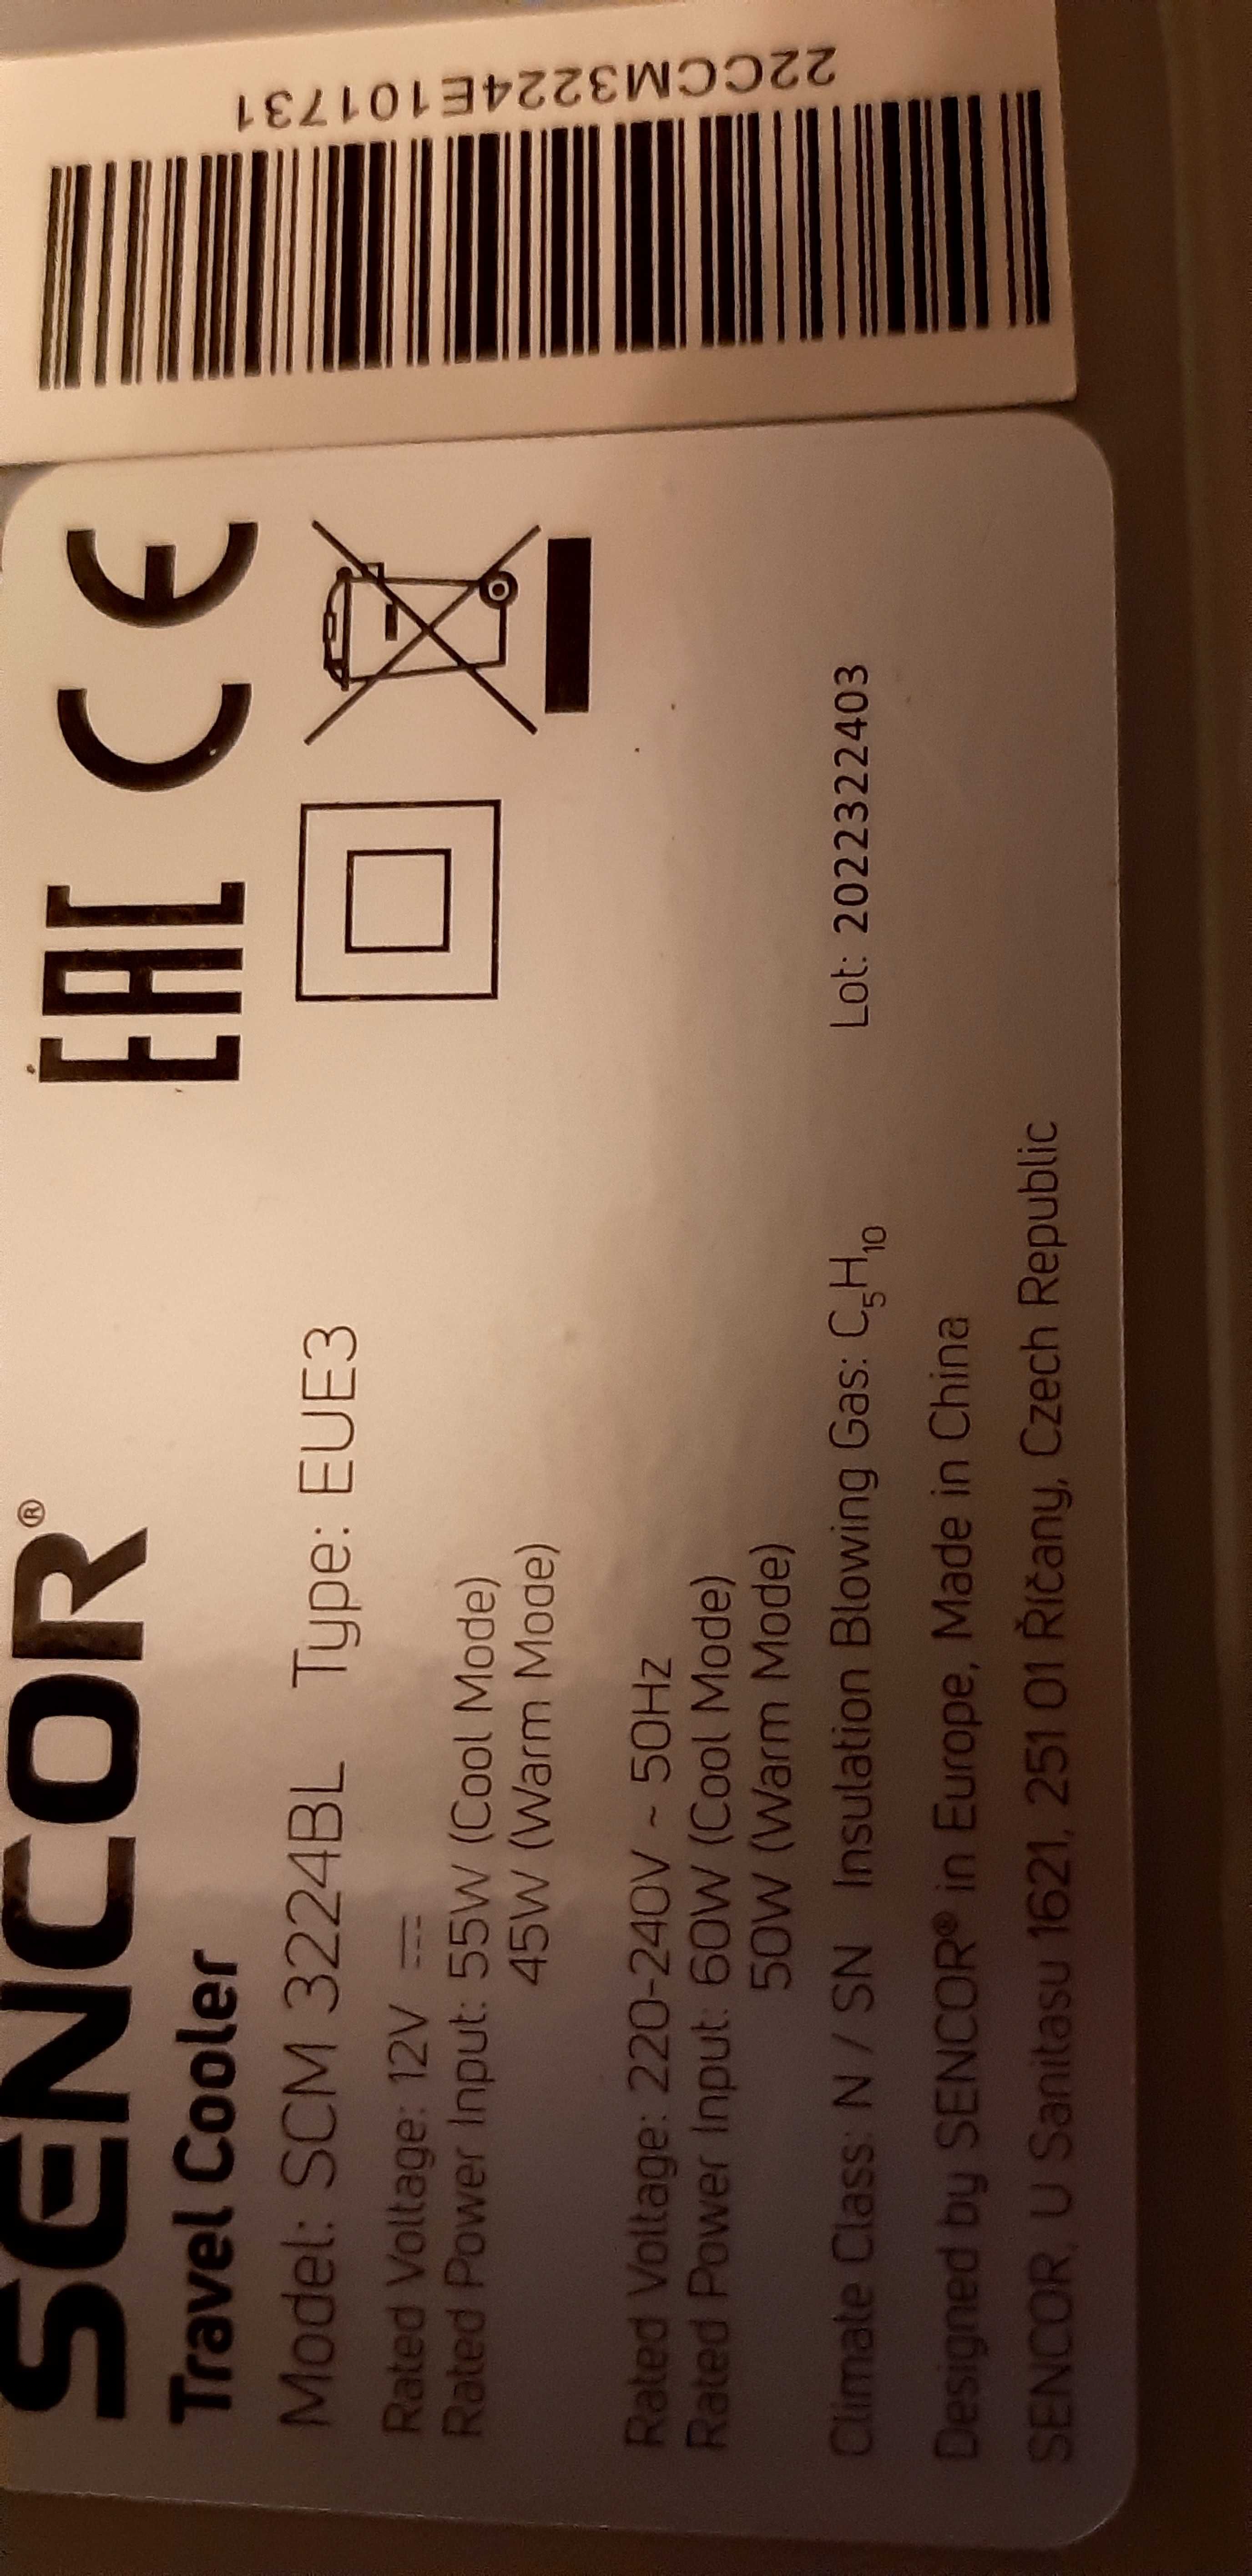 SENCOR®
Travel Cooler
Model: SCM 3224BL Type: EUE3
Rated Voltage: 12V ⎓
Rated Power Input: 55W (Cool Mode)
45W (Warm Mode)
Rated Voltage: 220-240V ~ 50Hz
Rated Power Input: 60W (Cool Mode)
50W (Warm Mode)
Climate Class: N / SN Insulation Blowing Gas: C₅H₁₀ Lot: 2022322403
Designed by SENCOR® in Europe, Made in China
SENCOR, U Sanitasu 1621, 251 01 Říčany, Czech Republic
EAC CE
22CCM3224E101731